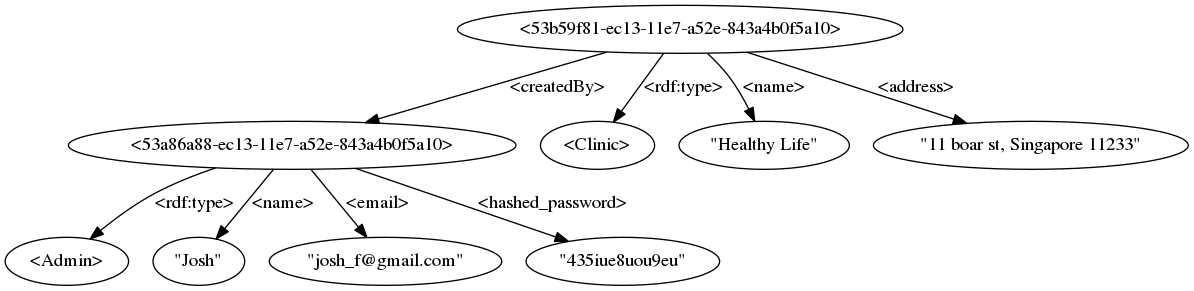 <53b59f81-ec13-11e7-a52e-843a4b0f5a10>
<createdBy> <rdf:type> <name> <address>
<53a86a88-ec13-11e7-a52e-843a4b0f5a10> <Clinic> "Healthy Life" "11 boar st, Singapore 11233"
<rdf:type> <name> <email> <hashed_password>
<Admin> "Josh" "josh_f@gmail.com" "435iue8uou9eu"